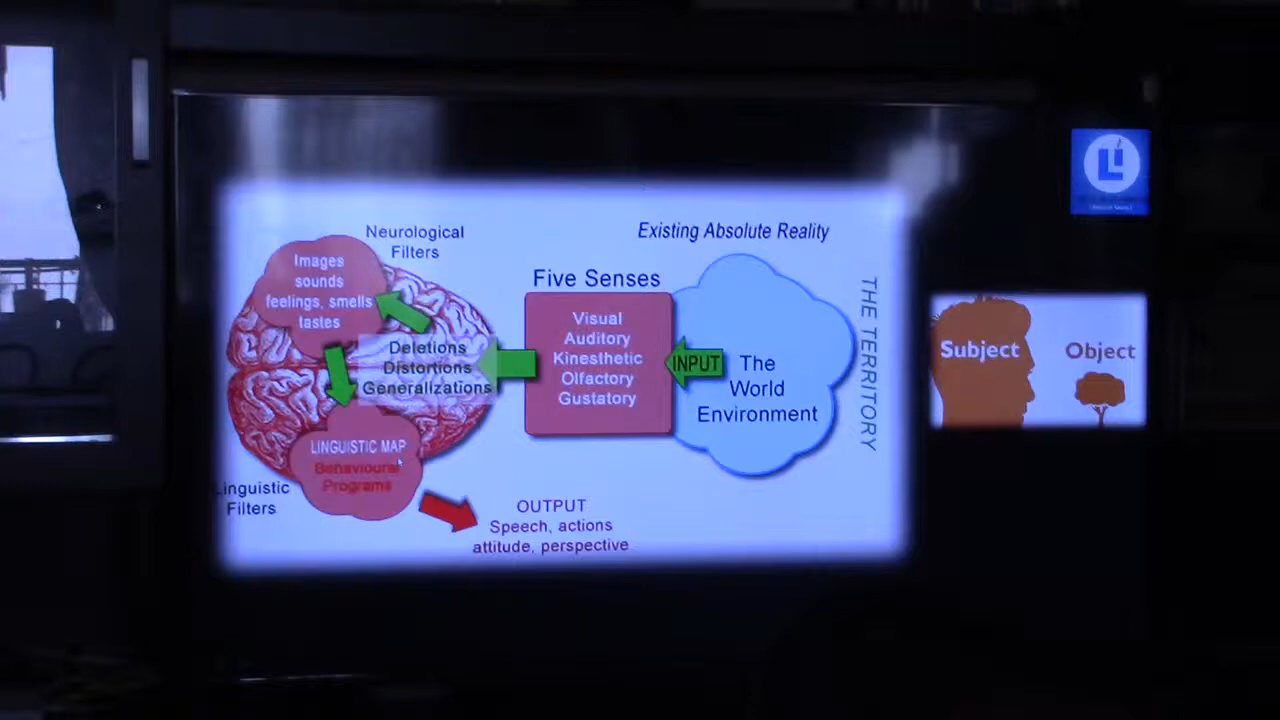 Neurological
Filters
Existing Absolute Reality
Images
sounds
feelings, smells
tastes
Five Senses
Visual
Auditory
Kinesthetic
Olfactory
Gustatory
INPUT
The
World
Environment
THE TERRITORY
Deletions
Distortions
Generalizations
LINGUISTIC MAP
Behavioural
Programs
Linguistic
Filters
OUTPUT
Speech, actions
attitude, perspective
Subject
Object